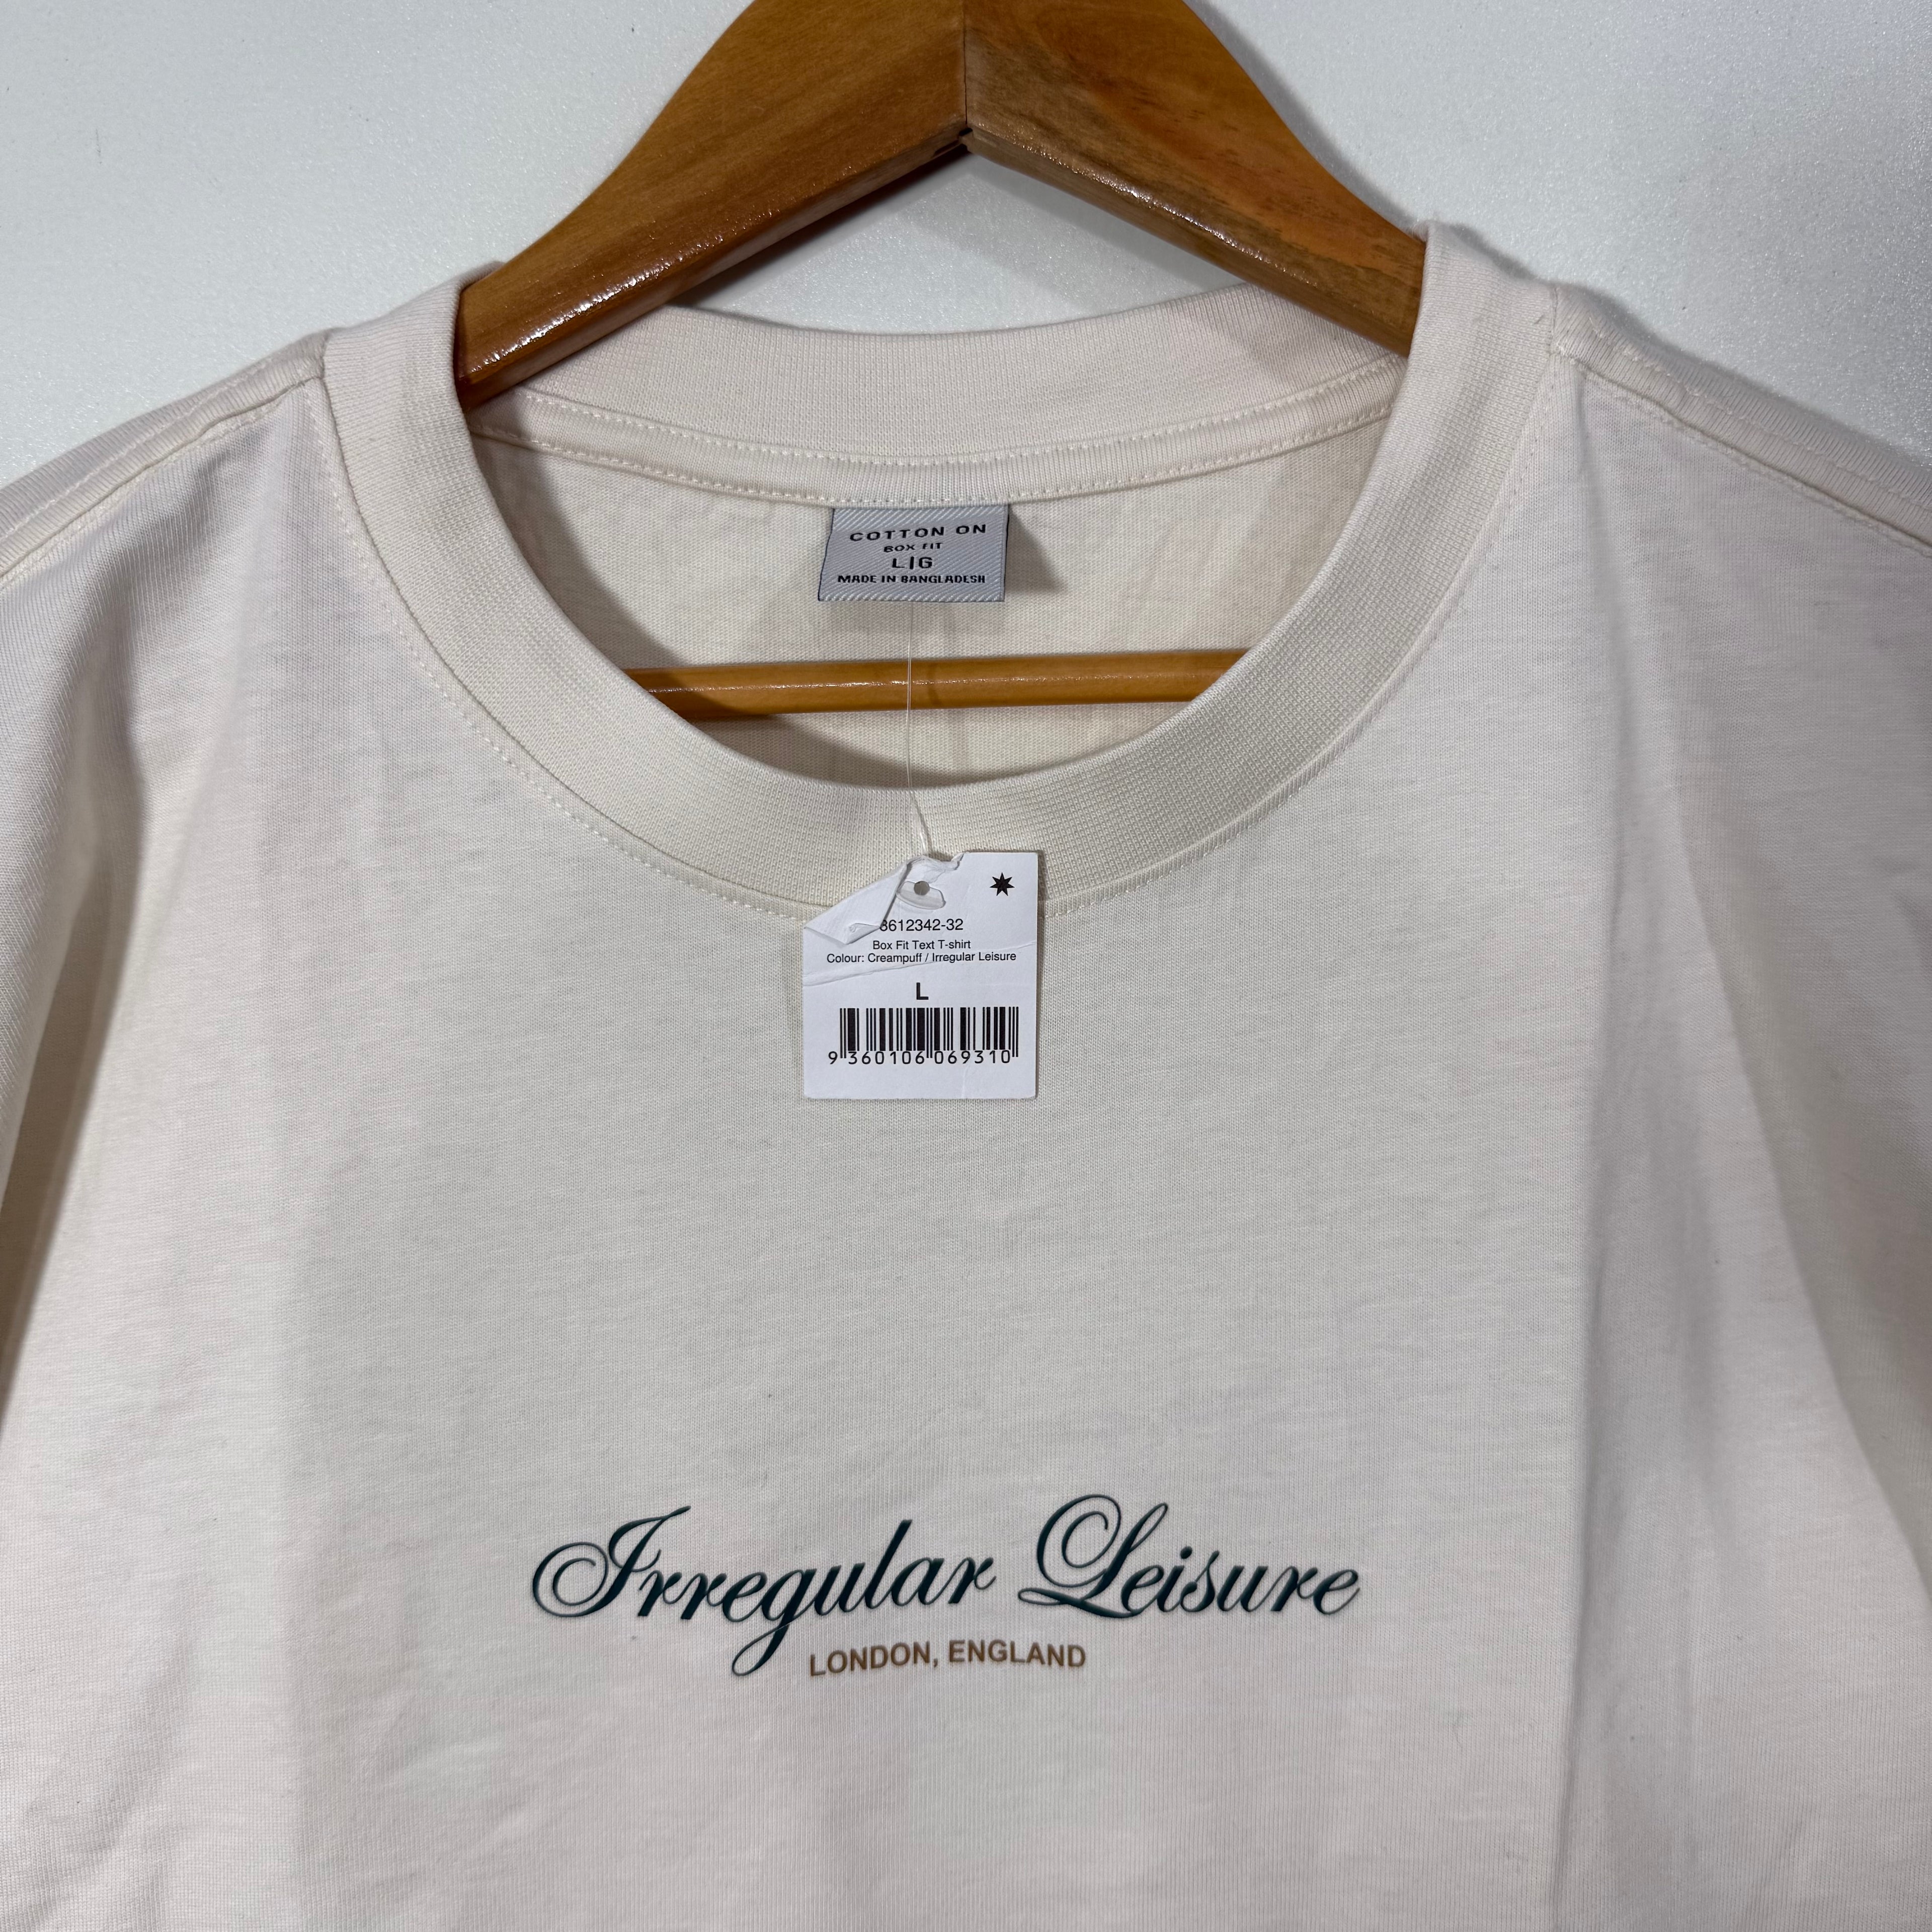 COTTON ON
BOX FIT
L|G
MADE IN BANGLADESH
3612342-32
Box Fit Text T-shirt
Colour: Creampuff / Irregular Leisure
L
9 360106 069310
Irregular Leisure
LONDON, ENGLAND